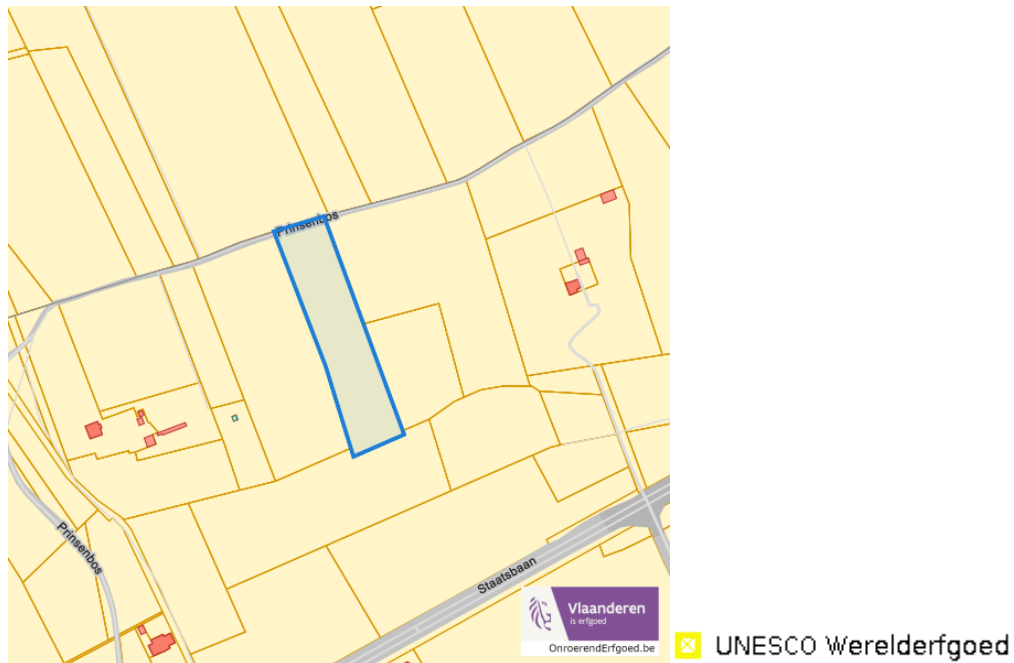 Prinsenbos
Prinsenbos
Staatsbaan
Vlaanderen
is erfgoed
OnroerendErfgoed.be
UNESCO Werelderfgoed